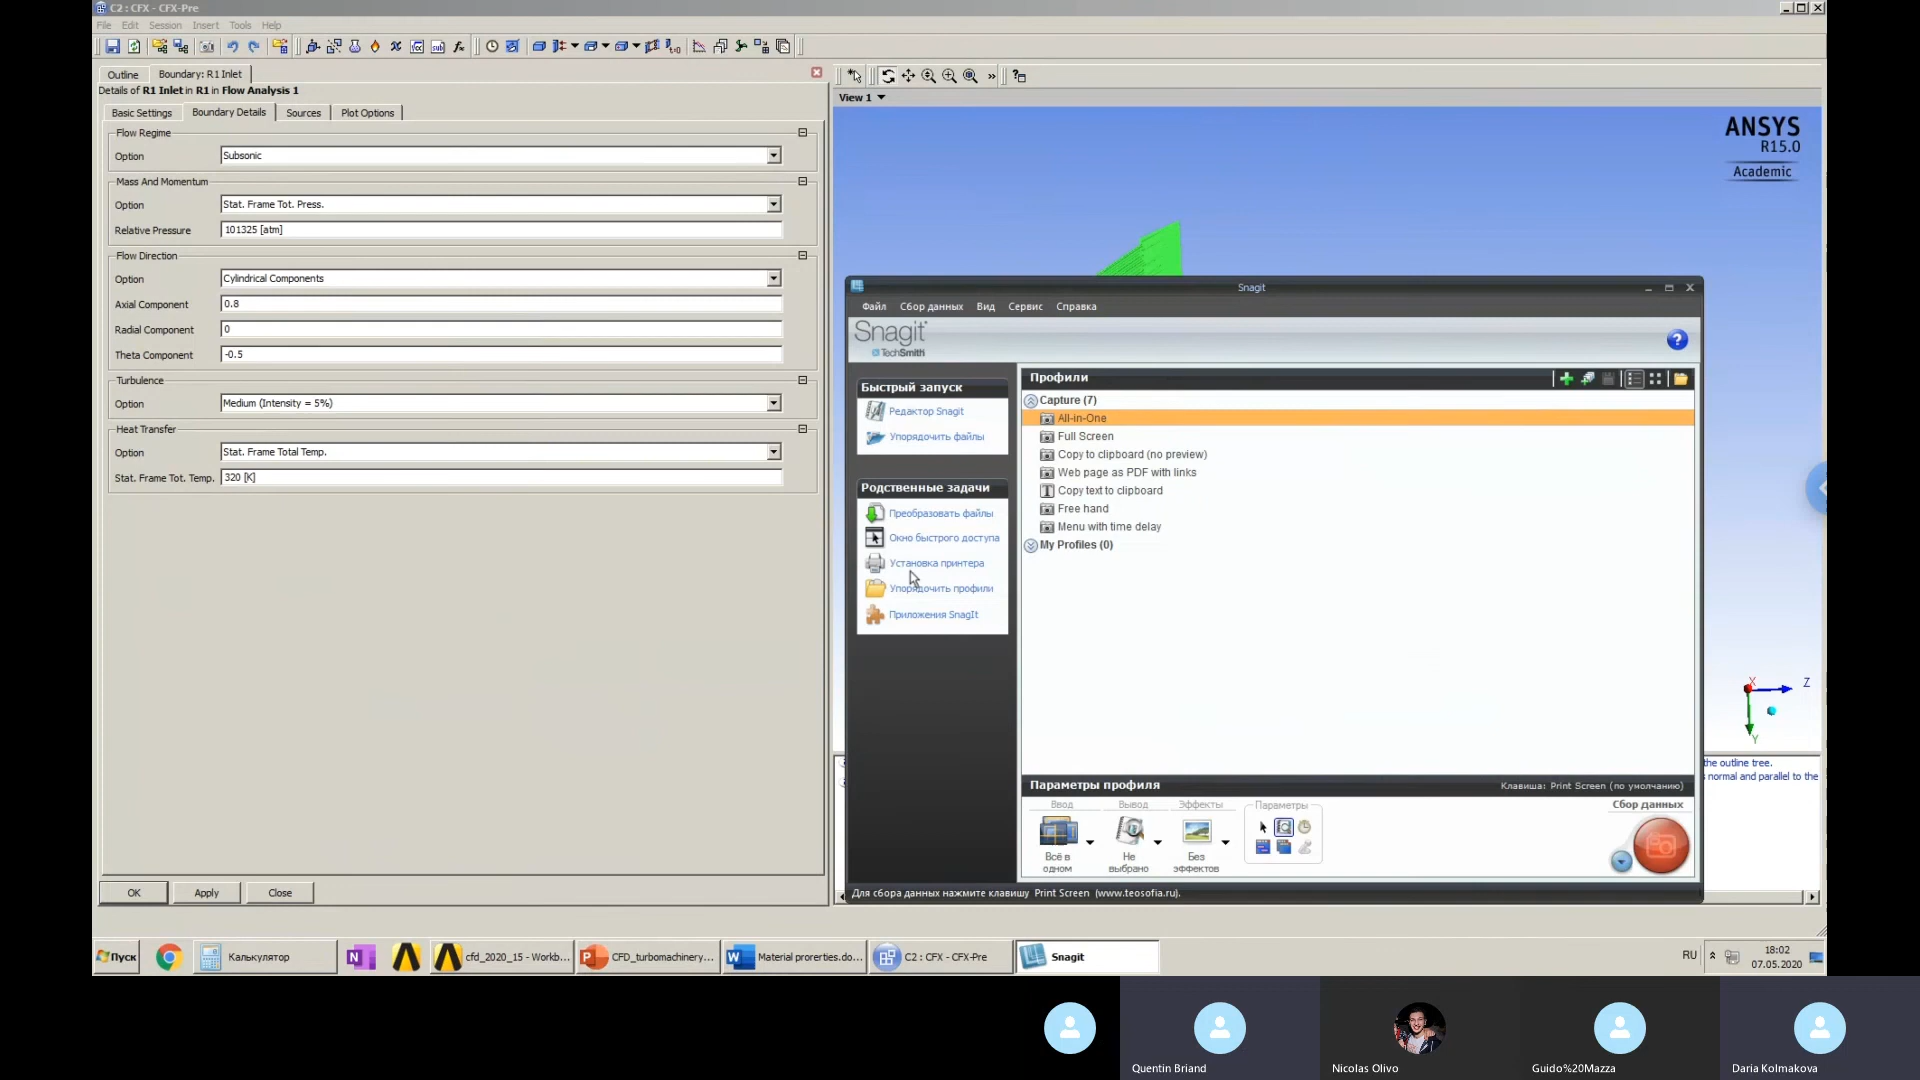 C2 : CFX - CFX-Pre
File Edit Session Insert Tools Help
Outline
Boundary: R1 Inlet
Details of R1 Inlet in R1 in Flow Analysis 1
Basic Settings
Boundary Details
Sources
Plot Options
Flow Regime
Option
Subsonic
Mass And Momentum
Option
Stat. Frame Tot. Press.
Relative Pressure
101325 [atm]
Flow Direction
Option
Cylindrical Components
Axial Component
0.8
Radial Component
0
Theta Component
-0.5
Turbulence
Option
Medium (Intensity = 5%)
Heat Transfer
Option
Stat. Frame Total Temp.
Stat. Frame Tot. Temp.
320 [K]
OK
Apply
Close
View 1
ANSYS
R15.0
Academic
Snagit
Файл Сбор данных Вид Сервис Справка
Snagit
TechSmith
Быстрый запуск
Редактор Snagit
Упорядочить файлы
Родственные задачи
Преобразовать файлы
Окно быстрого доступа
Установка принтера
Упорядочить профили
Приложения SnagIt
Профили
Capture (7)
All-in-One
Full Screen
Copy to clipboard (no preview)
Web page as PDF with links
Copy text to clipboard
Free hand
Menu with time delay
My Profiles (0)
Параметры профиля
Клавиша: Print Screen (по умолчанию)
Ввод
Вывод
Эффекты
Параметры
Сбор данных
Всё в
одном
Не
выбрано
Без
эффектов
Для сбора данных нажмите клавишу Print Screen (www.teosofia.ru).
X
Z
Y
the outline tree.
normal and parallel to the
Пуск
Калькулятор
cfd_2020_15 - Workb...
CFD_turbomachinery...
Material prorerties.do...
C2 : CFX - CFX-Pre
Snagit
RU
18:02
07.05.2020
Quentin Briand
Nicolas Olivo
Guido%20Mazza
Daria Kolmakova